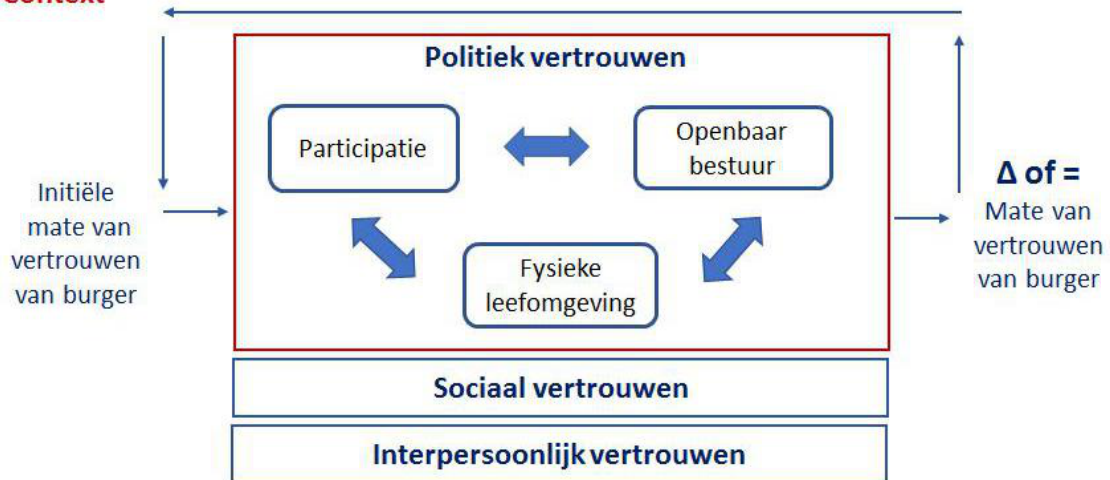 Context
Politiek vertrouwen
Participatie
Openbaar
bestuur
Fysieke
leefomgeving
Initiële
mate van
vertrouwen
van burger
Δ of =
Mate van
vertrouwen
van burger
Sociaal vertrouwen
Interpersoonlijk vertrouwen